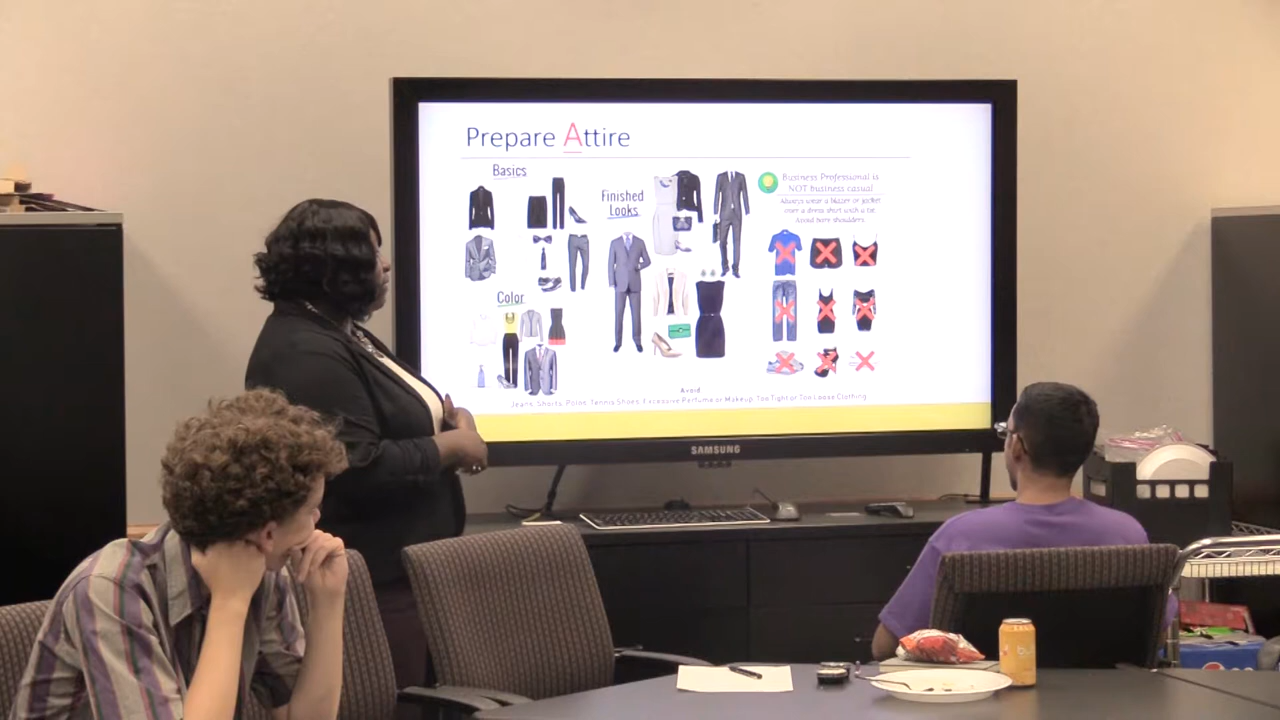 Prepare Attire
Basics
Finished
Looks
Color
Business Professional is
NOT business casual
Always wear a blazer or jacket
over a dress shirt with a tie.
Avoid bare shoulders.
Avoid
Jeans, Shorts, Polos, Tennis Shoes, Excessive Perfume or Makeup, Too Tight or Too Loose Clothing
SAMSUNG